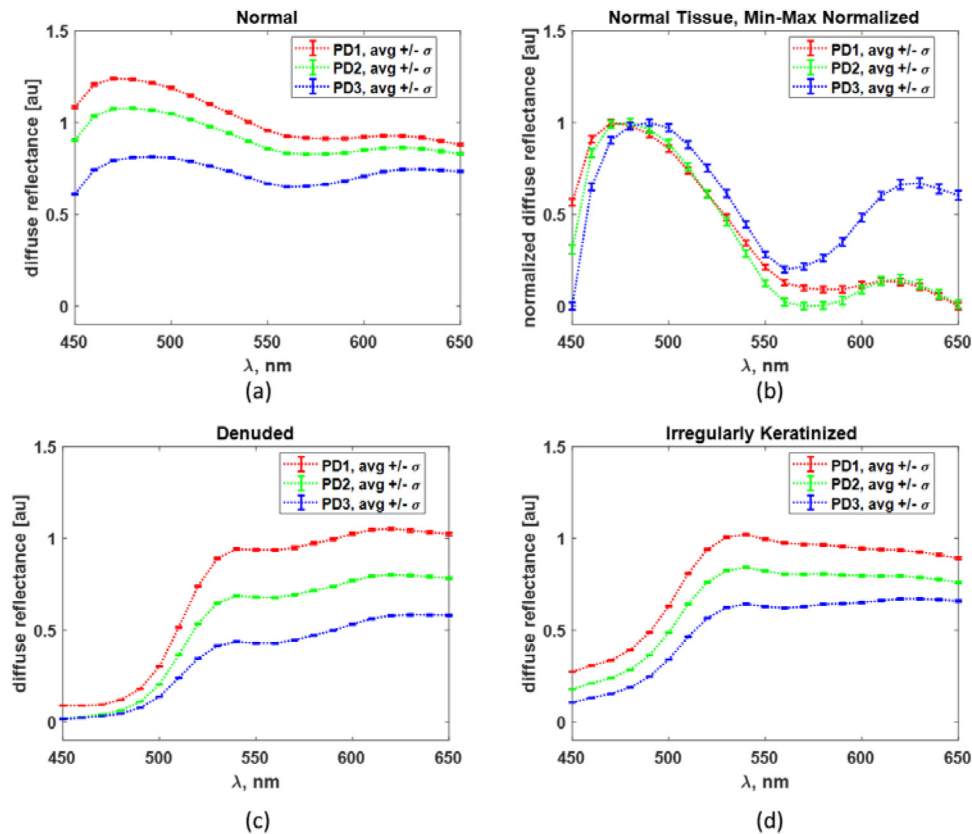 Normal
1.5
1
0.5
0
diffuse reflectance [au]
PD1, avg +/- σ
PD2, avg +/- σ
PD3, avg +/- σ
450 500 550 600 650
λ, nm
(a)
Normal Tissue, Min-Max Normalized
1.5
1
0.5
0
normalized diffuse reflectance [au]
PD1, avg +/- σ
PD2, avg +/- σ
PD3, avg +/- σ
450 500 550 600 650
λ, nm
(b)
Denuded
1.5
1
0.5
0
diffuse reflectance [au]
PD1, avg +/- σ
PD2, avg +/- σ
PD3, avg +/- σ
450 500 550 600 650
λ, nm
(c)
Irregularly Keratinized
1.5
1
0.5
0
diffuse reflectance [au]
PD1, avg +/- σ
PD2, avg +/- σ
PD3, avg +/- σ
450 500 550 600 650
λ, nm
(d)